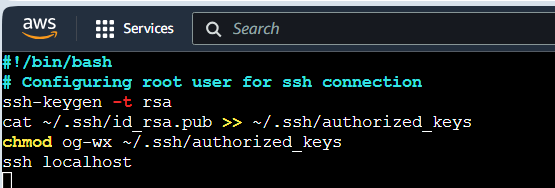 aws Services Search
#!/bin/bash
# Configuring root user for ssh connection
ssh-keygen -t rsa
cat ~/.ssh/id_rsa.pub >> ~/.ssh/authorized_keys
chmod og-wx ~/.ssh/authorized_keys
ssh localhost